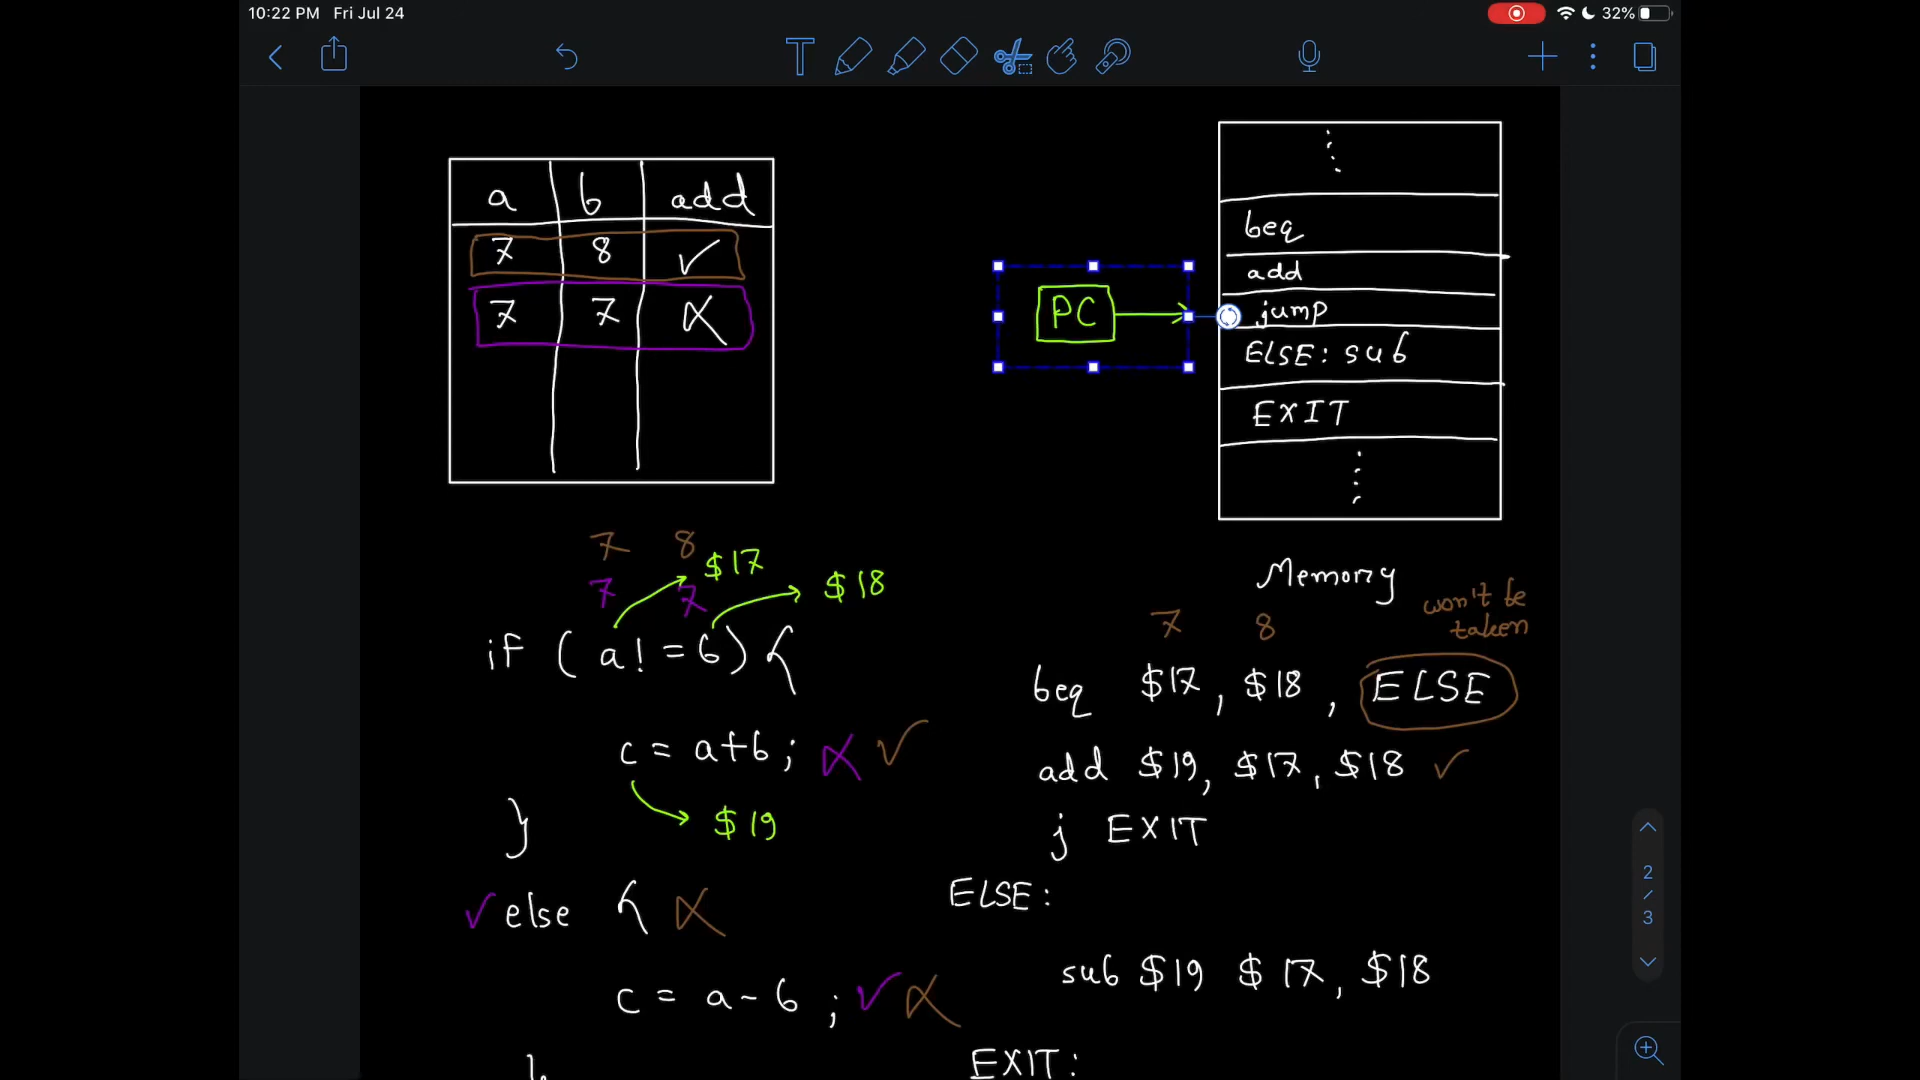 10:22 PM Fri Jul 24
32%
a b add
7 8 ✓
7 7 X
PC
beq
add
jump
ELSE: sub
EXIT
Memory
7 8
7 7
$17
$18
if (a!=b){
c = a+b;
$19
}
else {
c = a-b;
7 8
won't be taken
beq $17, $18, ELSE
add $19, $17, $18 ✓
j EXIT
ELSE:
sub $19 $17, $18
EXIT:
2
/
3